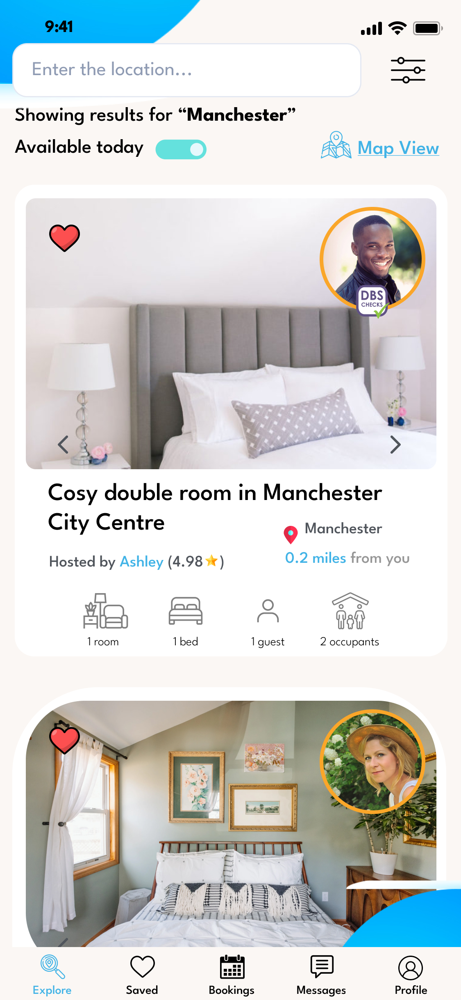 9:41
Enter the location...
Showing results for “Manchester”
Available today
Map View
DBS
CHECKS
Cosy double room in Manchester
City Centre
Manchester
Hosted by Ashley (4.98⭐)
0.2 miles from you
1 room
1 bed
1 guest
2 occupants
Explore
Saved
Bookings
Messages
Profile